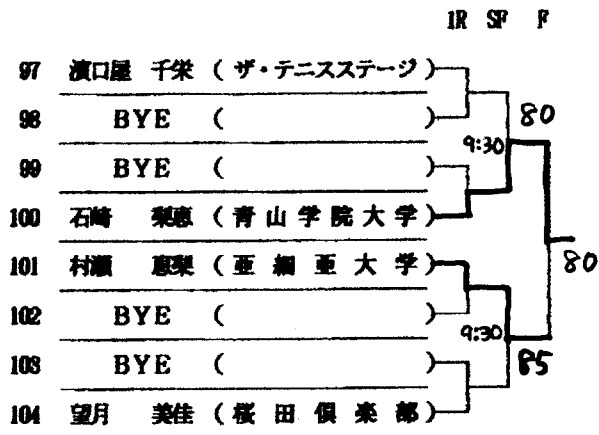 1R SF F
97 濱口屋 千栄 ( ザ・テニスステージ )
98 BYE ( )
80
9:30
99 BYE ( )
100 石崎 梨恵 ( 青山学院大学 )
101 村瀬 恵梨 ( 亜細亜大学 )
80
102 BYE ( )
9:30
103 BYE ( )
85
104 望月 美佳 ( 桜田倶楽部 )